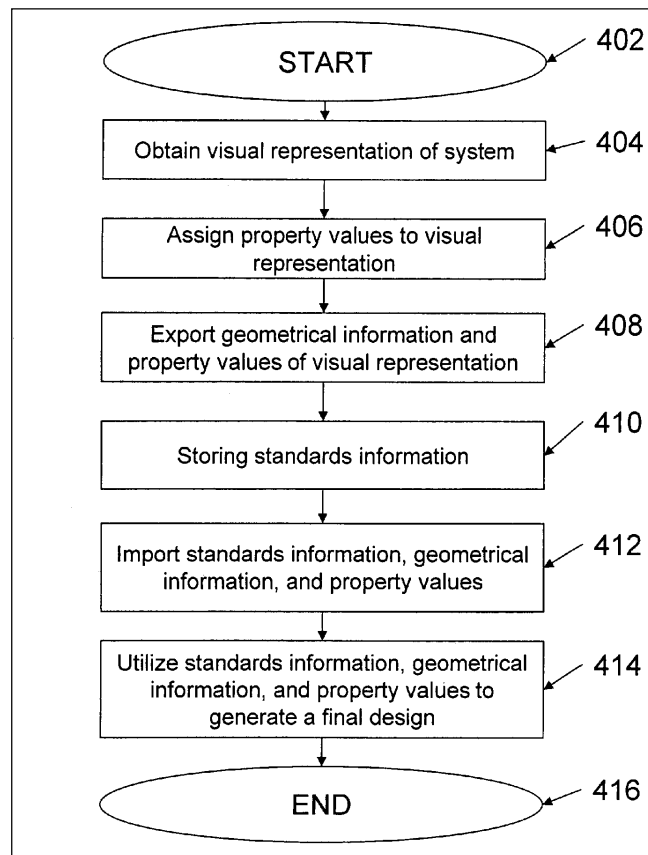 START
402
Obtain visual representation of system
404
Assign property values to visual
representation
406
Export geometrical information and
property values of visual representation
408
Storing standards information
410
Import standards information, geometrical
information, and property values
412
Utilize standards information, geometrical
information, and property values to
generate a final design
414
END
416